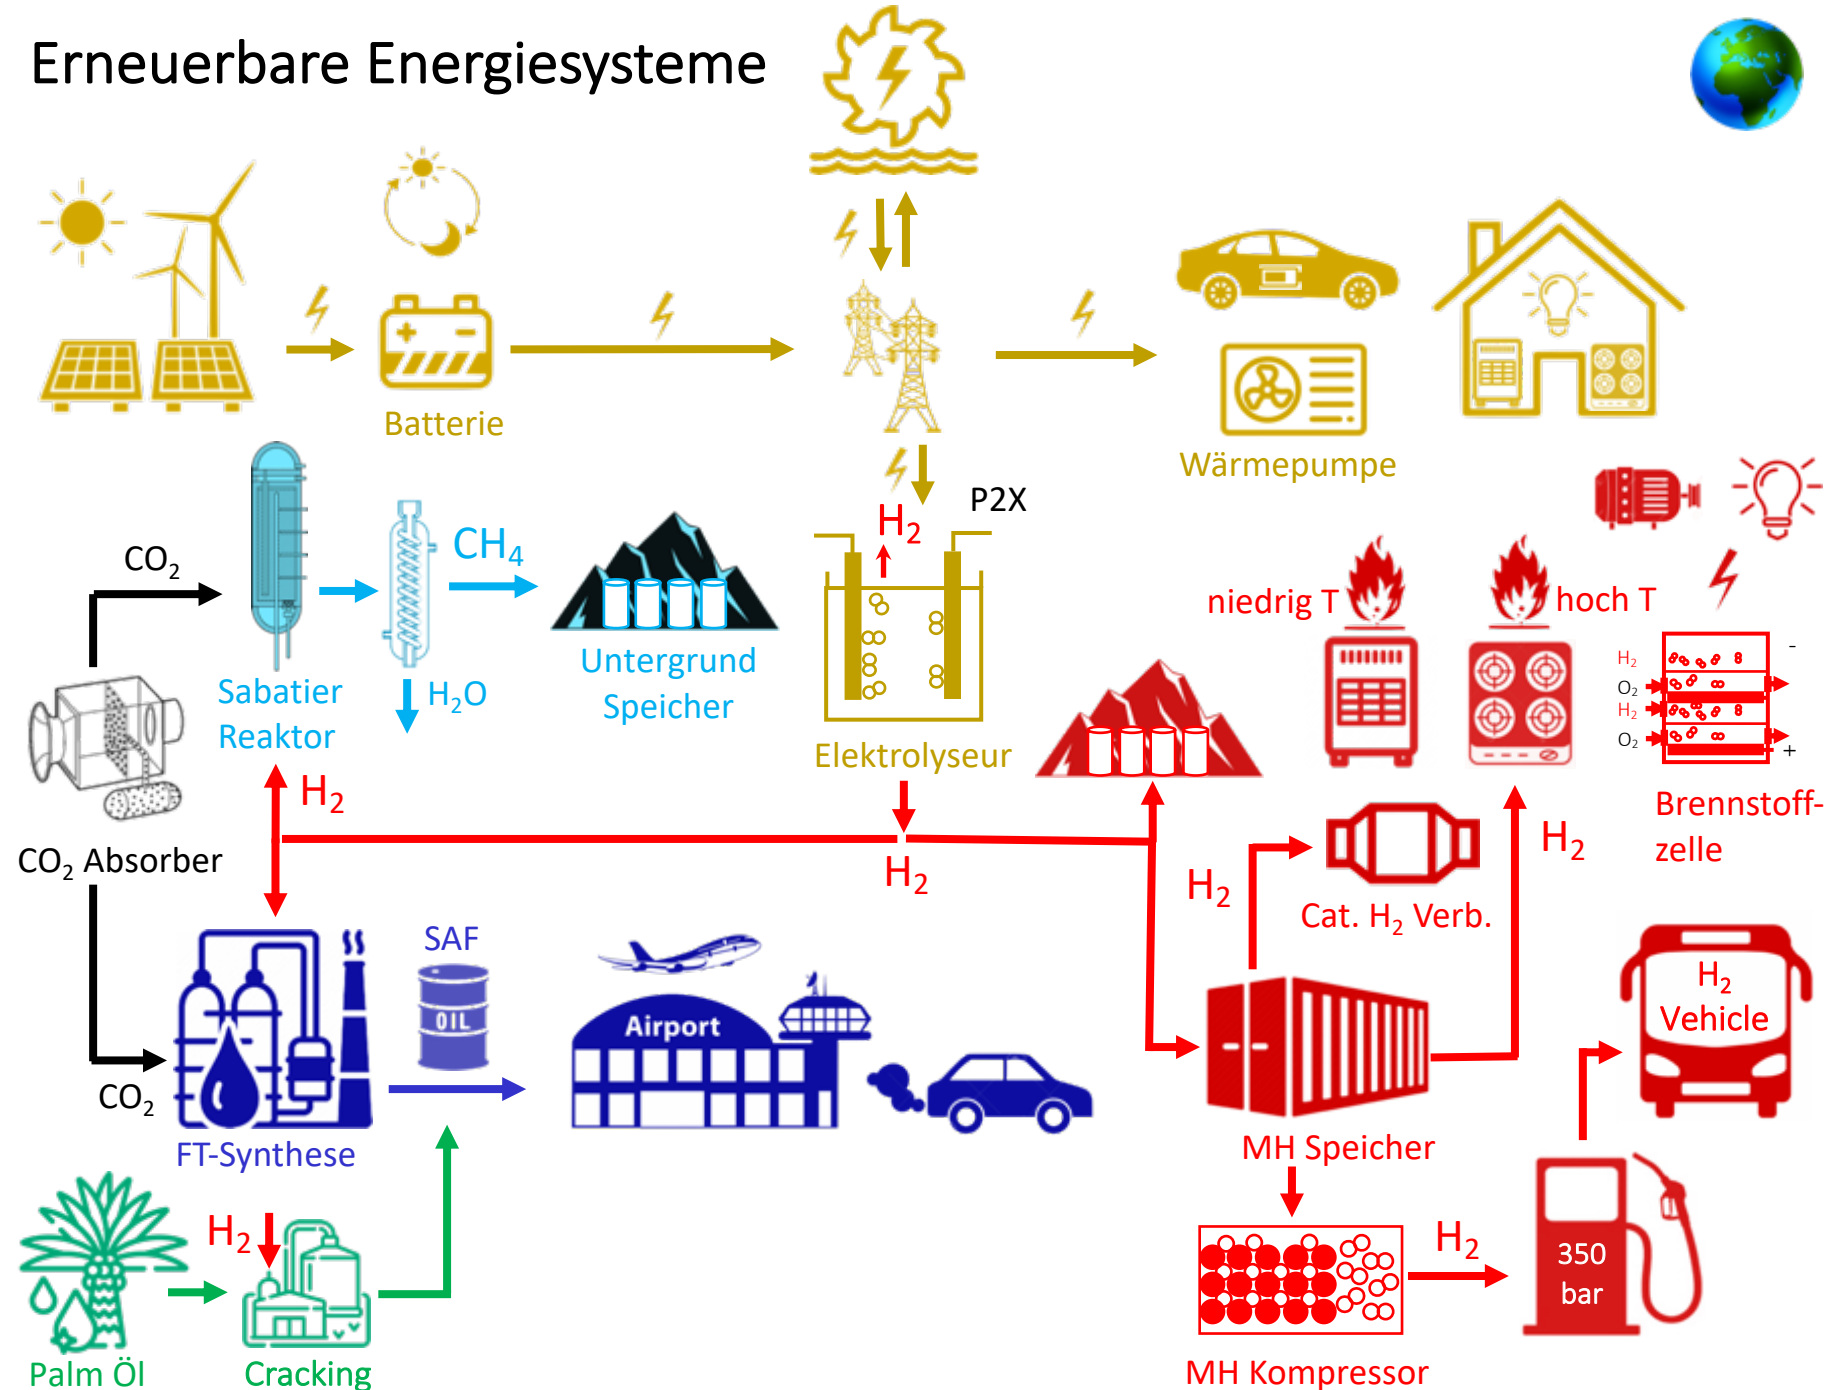 Erneuerbare Energiesysteme
Batterie
Wärmepumpe
P2X
H₂
CO₂
CH₄
Sabatier
Reaktor
H₂O
Untergrund
Speicher
Elektrolyseur
niedrig T
hoch T
H₂
O₂
H₂
O₂
-
+
Brennstoff-
zelle
H₂
H₂
H₂
H₂
CO₂ Absorber
Cat. H₂ Verb.
SAF
OIL
Airport
H₂
Vehicle
CO₂
FT-Synthese
MH Speicher
H₂
H₂
350
bar
Palm Öl
Cracking
MH Kompressor